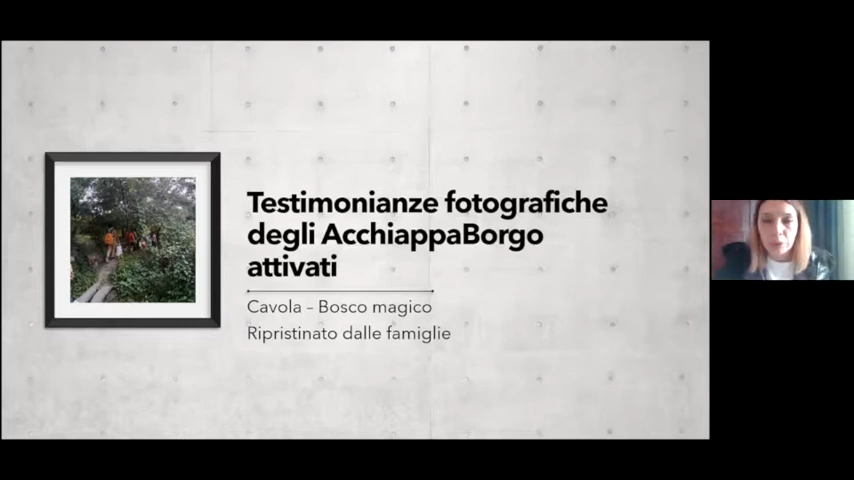 Testimonianze fotografiche
degli AcchiappaBorgo
attivati
Cavola – Bosco magico
Ripristinato dalle famiglie